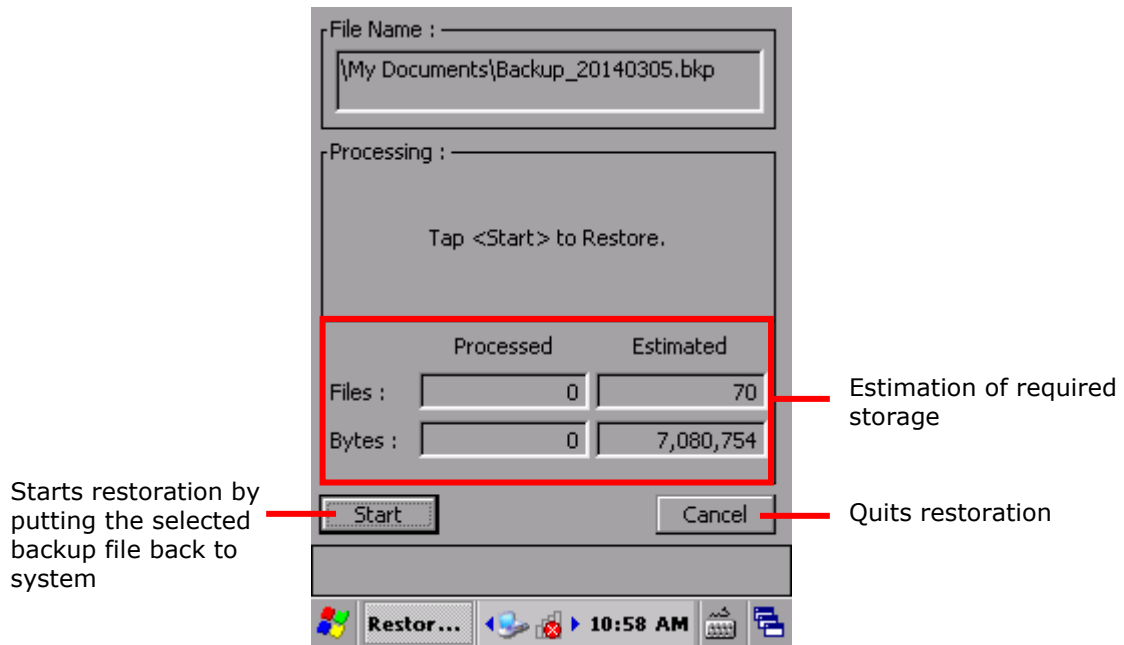 File Name :
\My Documents\Backup_20140305.bkp
Processing :
Tap <Start> to Restore.
Processed Estimated
Files : 0 70
Bytes : 0 7,080,754
Estimation of required
storage
Starts restoration by
putting the selected
backup file back to
system
Start Cancel
Quits restoration
Restor... 10:58 AM